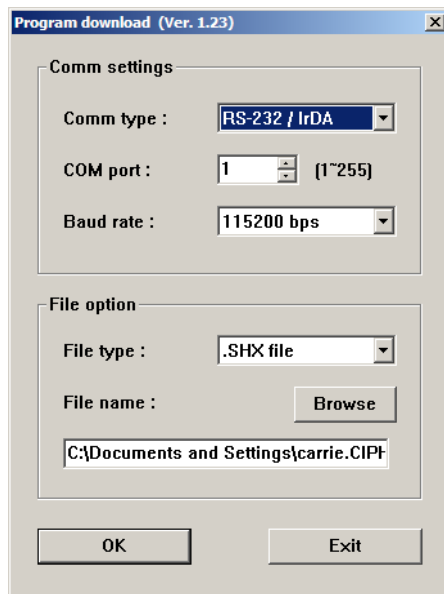 Program download (Ver. 1.23)
Comm settings
Comm type : RS-232 / IrDA
COM port : 1 (1~255)
Baud rate : 115200 bps
File option
File type : .SHX file
File name : Browse
C:\Documents and Settings\carrie.CIPH
OK Exit